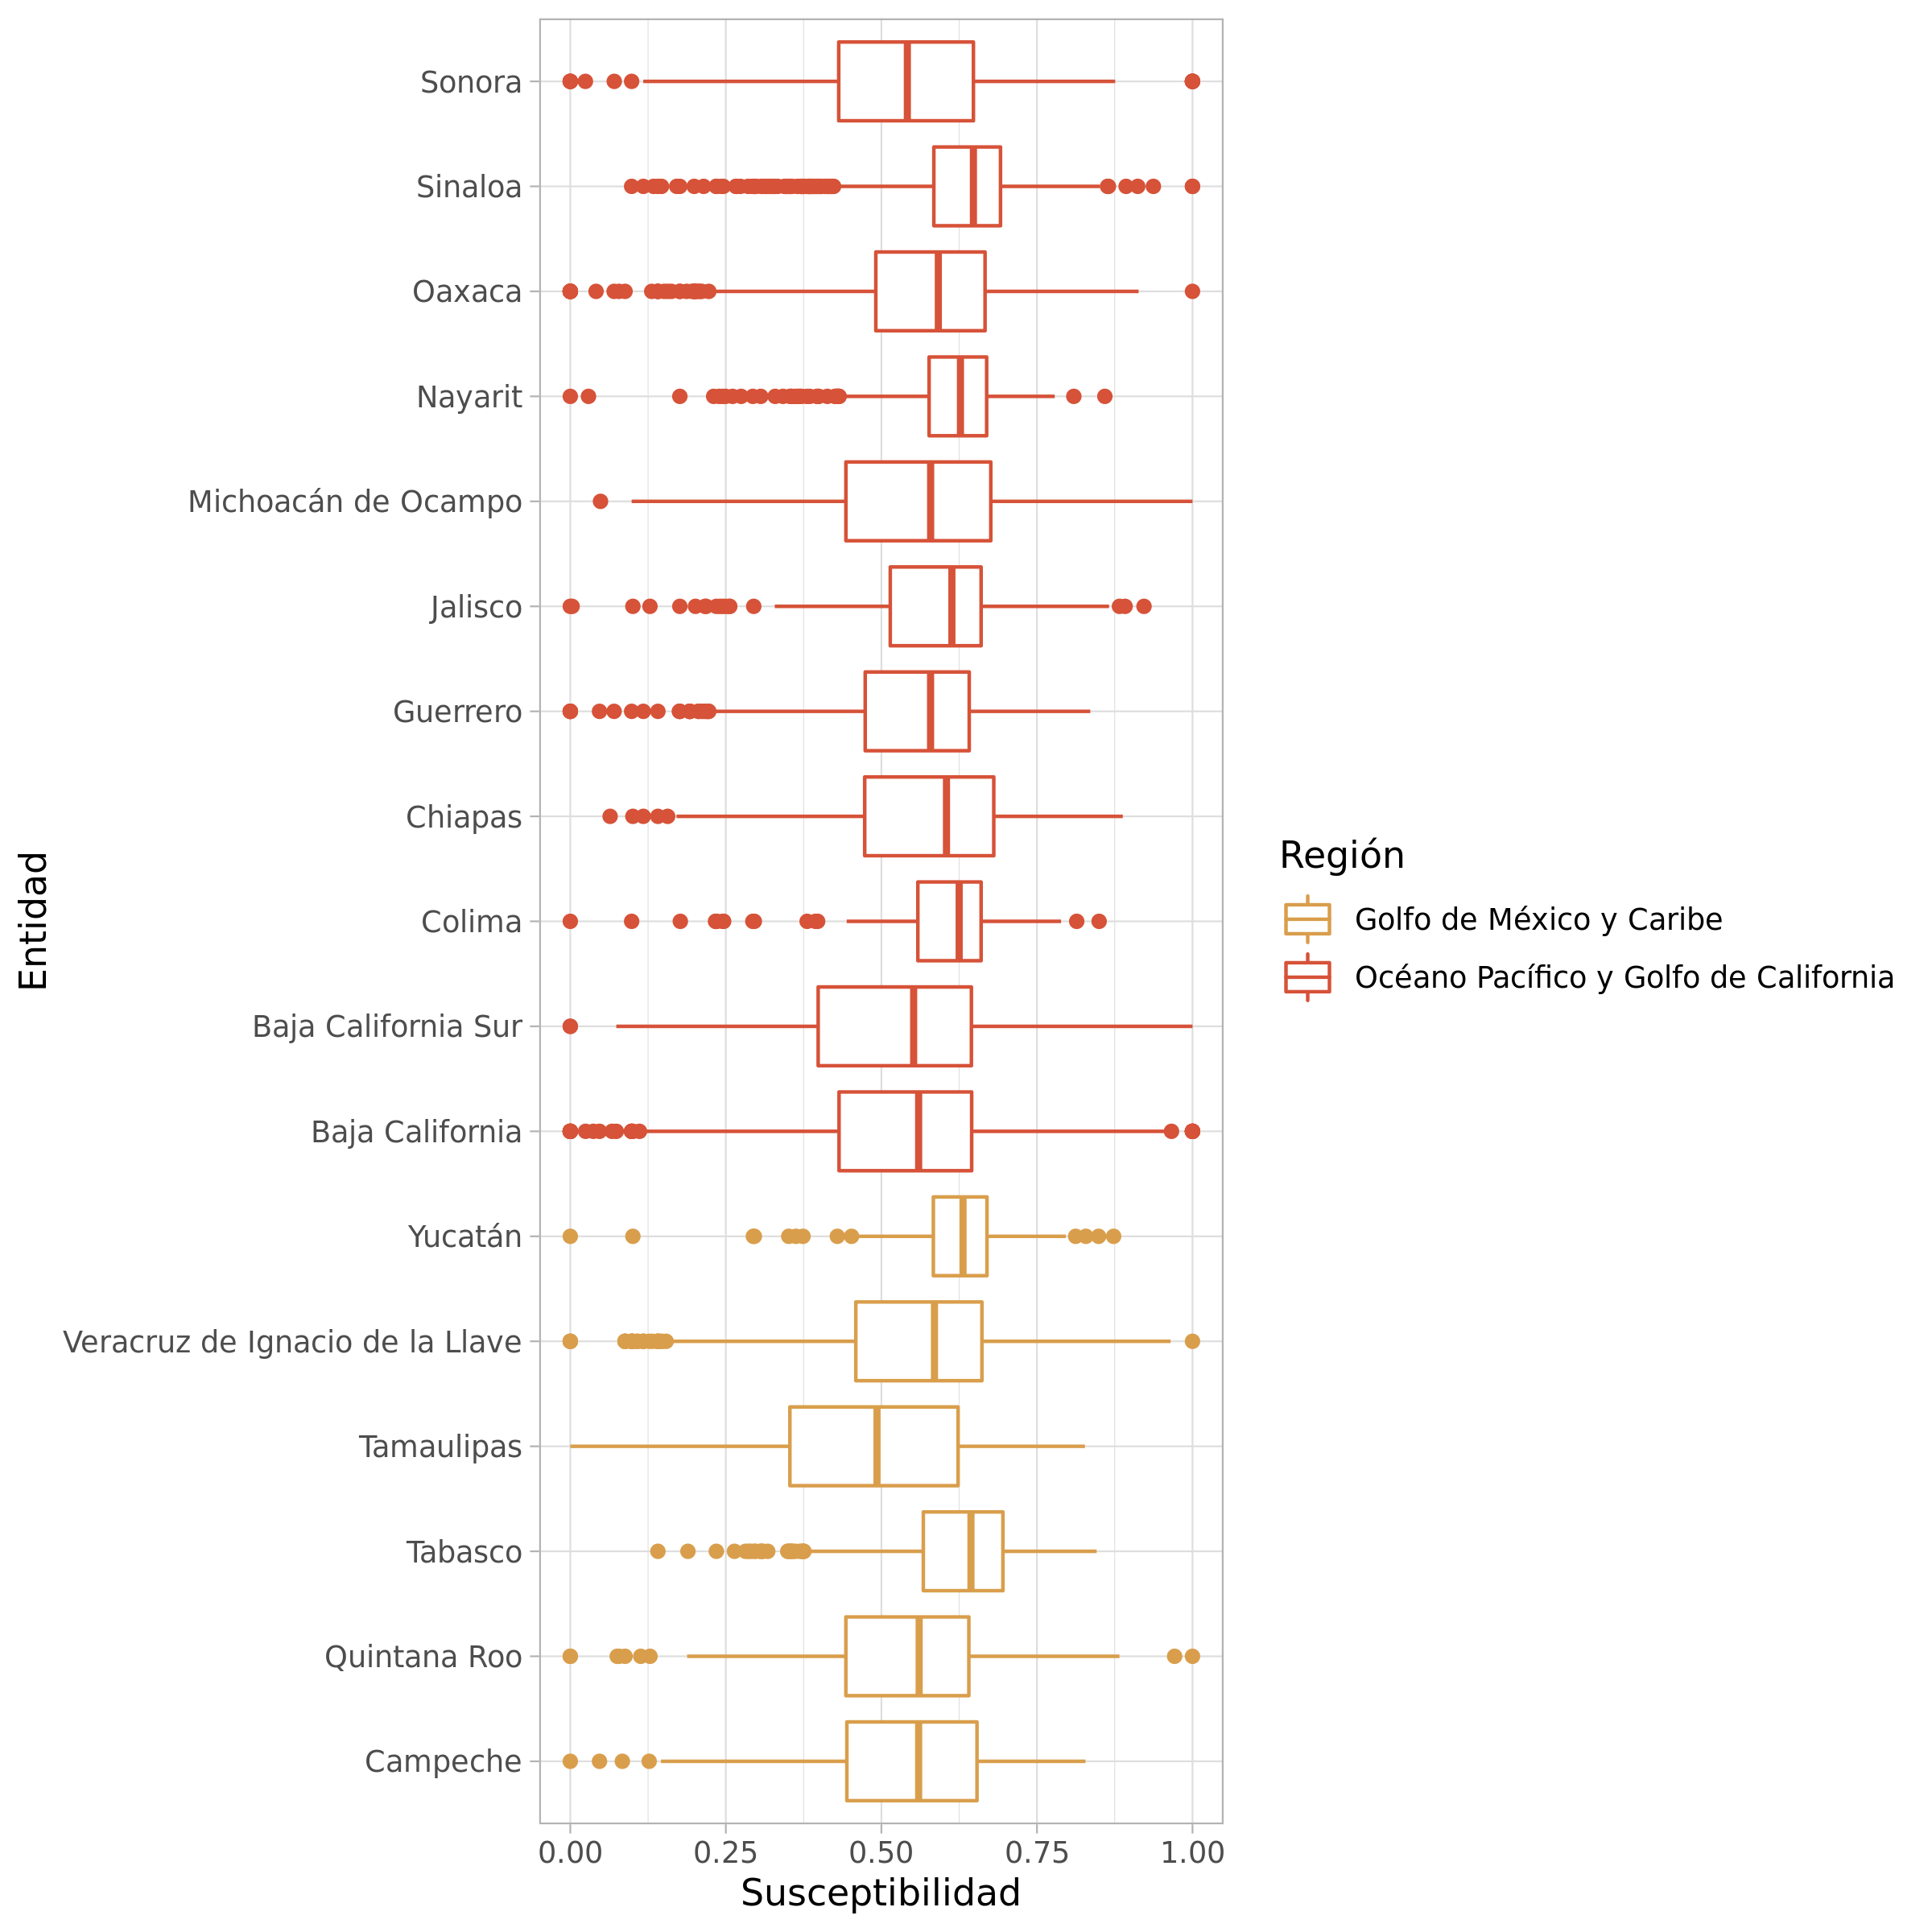 Entidad
Sonora
Sinaloa
Oaxaca
Nayarit
Michoacán de Ocampo
Jalisco
Guerrero
Chiapas
Colima
Baja California Sur
Baja California
Yucatán
Veracruz de Ignacio de la Llave
Tamaulipas
Tabasco
Quintana Roo
Campeche
0.00 0.25 0.50 0.75 1.00
Susceptibilidad
Región
Golfo de México y Caribe
Océano Pacífico y Golfo de California